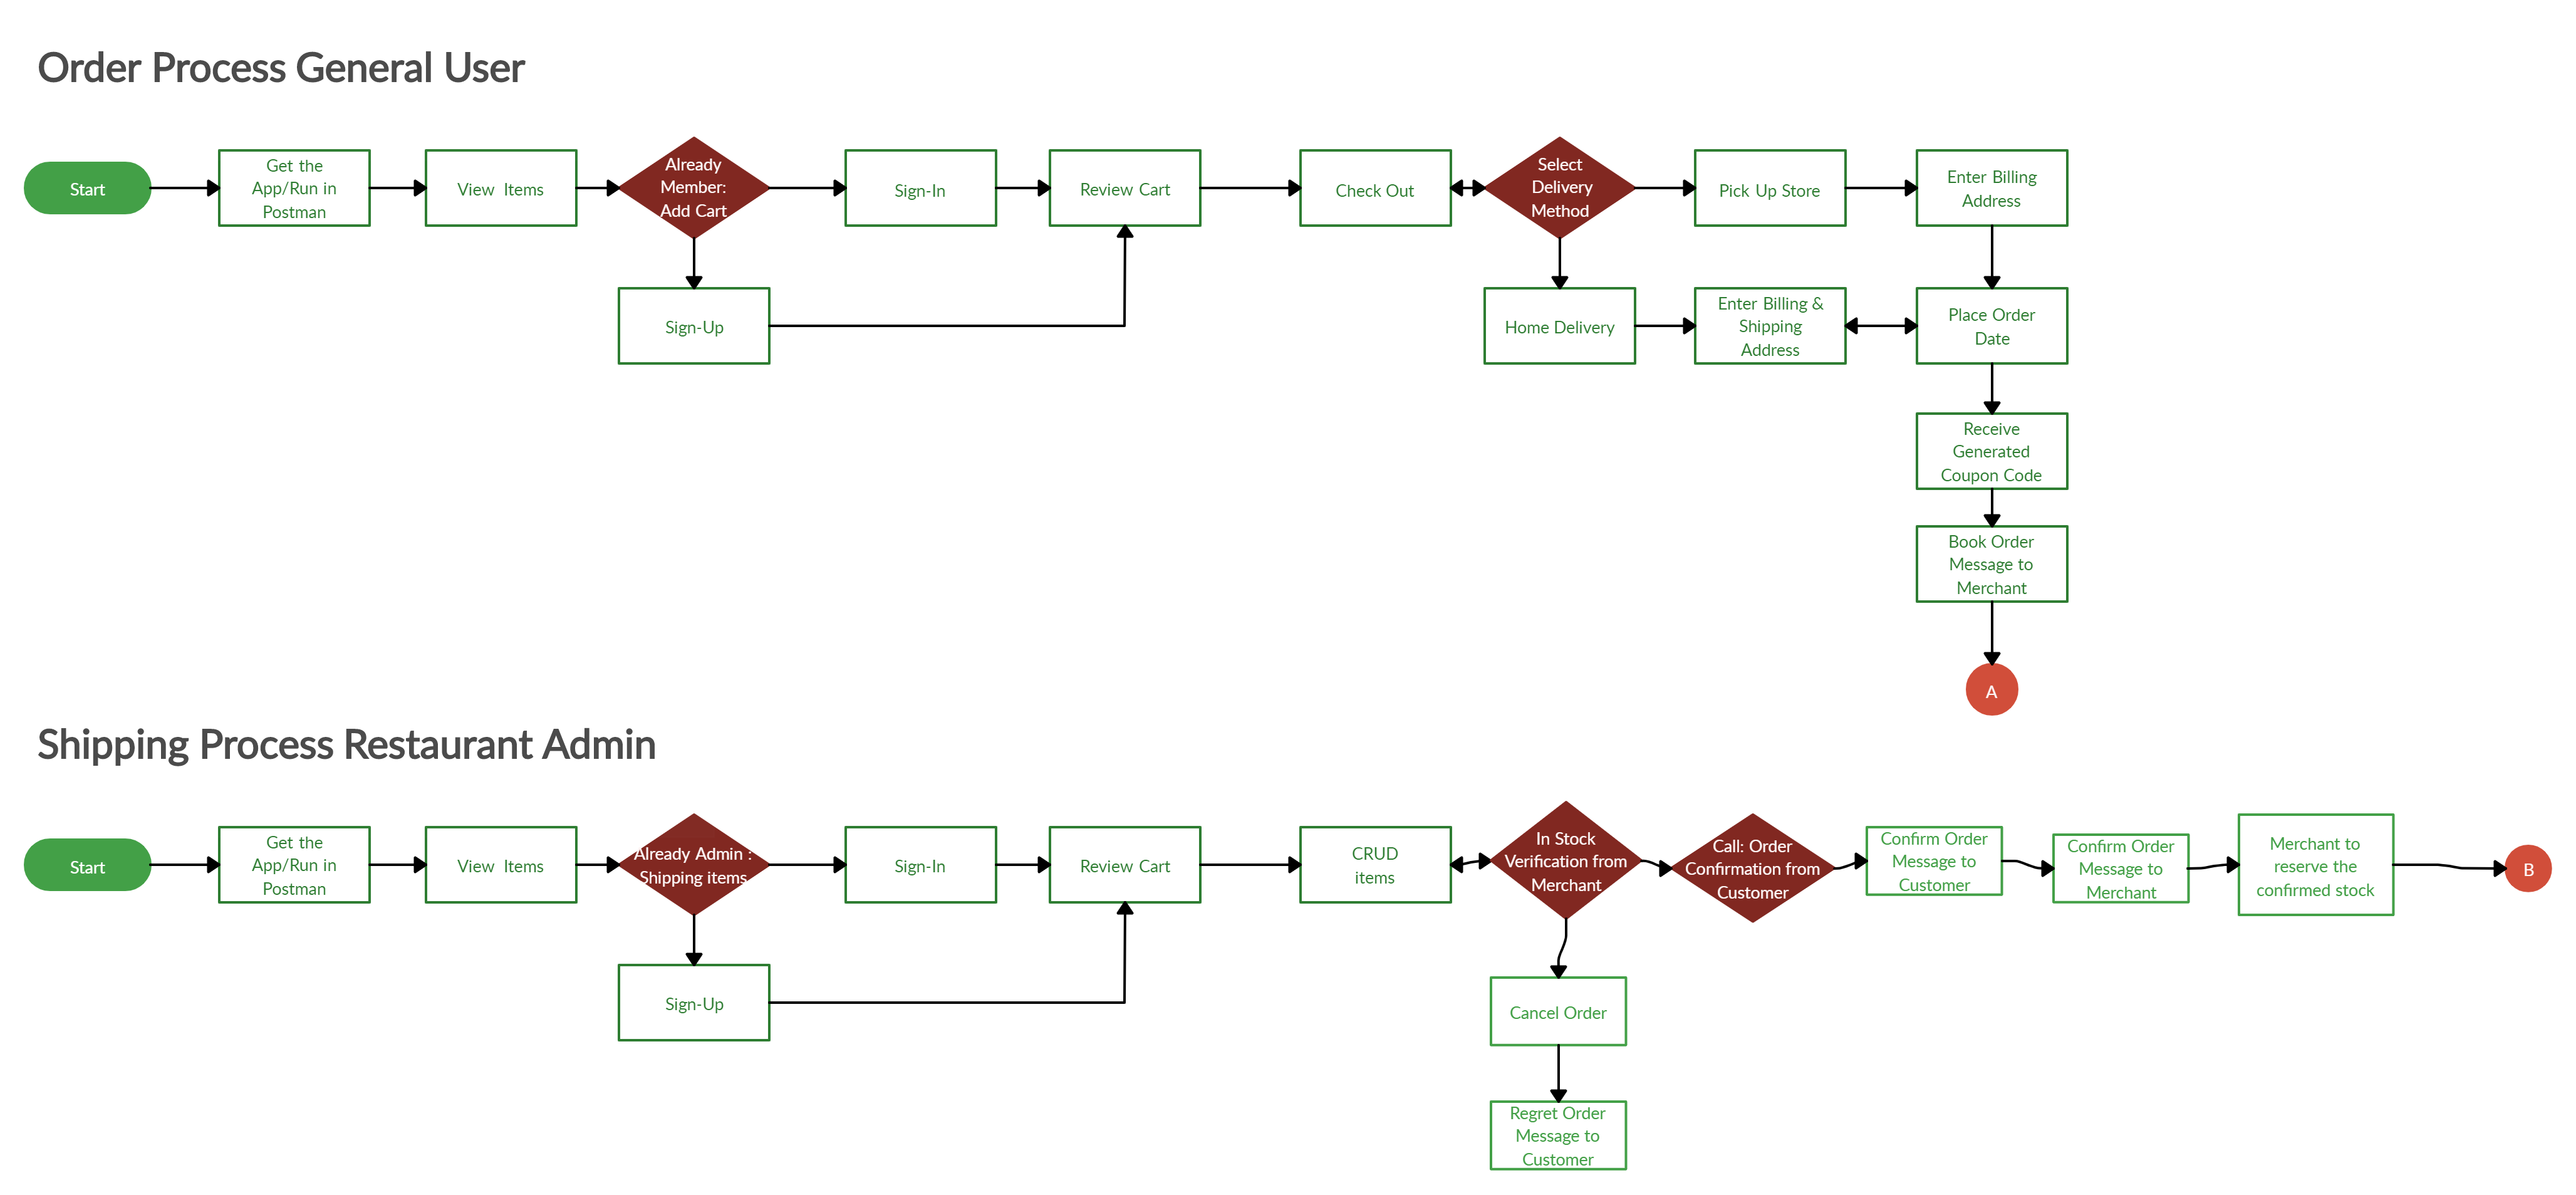 Order Process General User
Start
Get the
App/Run in
Postman
View Items
Already
Member:
Add Cart
Sign-In
Review Cart
Check Out
Select
Delivery
Method
Pick Up Store
Enter Billing
Address
Sign-Up
Home Delivery
Enter Billing &
Shipping
Address
Place Order
Date
Receive
Generated
Coupon Code
Book Order
Message to
Merchant
A
Shipping Process Restaurant Admin
Start
Get the
App/Run in
Postman
View Items
Already Admin :
Shipping items
Sign-In
Review Cart
CRUD
items
In Stock
Verification from
Merchant
Call: Order
Confirmation from
Customer
Confirm Order
Message to
Customer
Confirm Order
Message to
Merchant
Merchant to
reserve the
confirmed stock
B
Sign-Up
Cancel Order
Regret Order
Message to
Customer